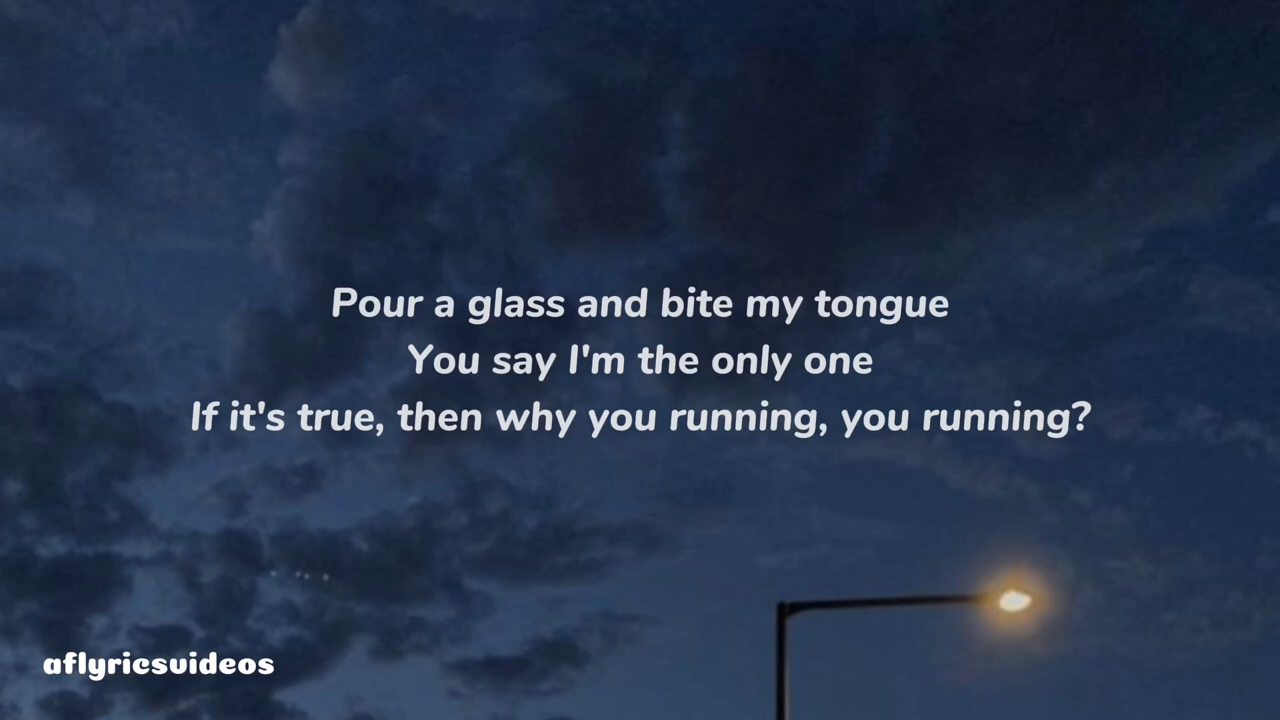 Pour a glass and bite my tongue
You say I'm the only one
If it's true, then why you running, you running?
aflyricsvideos